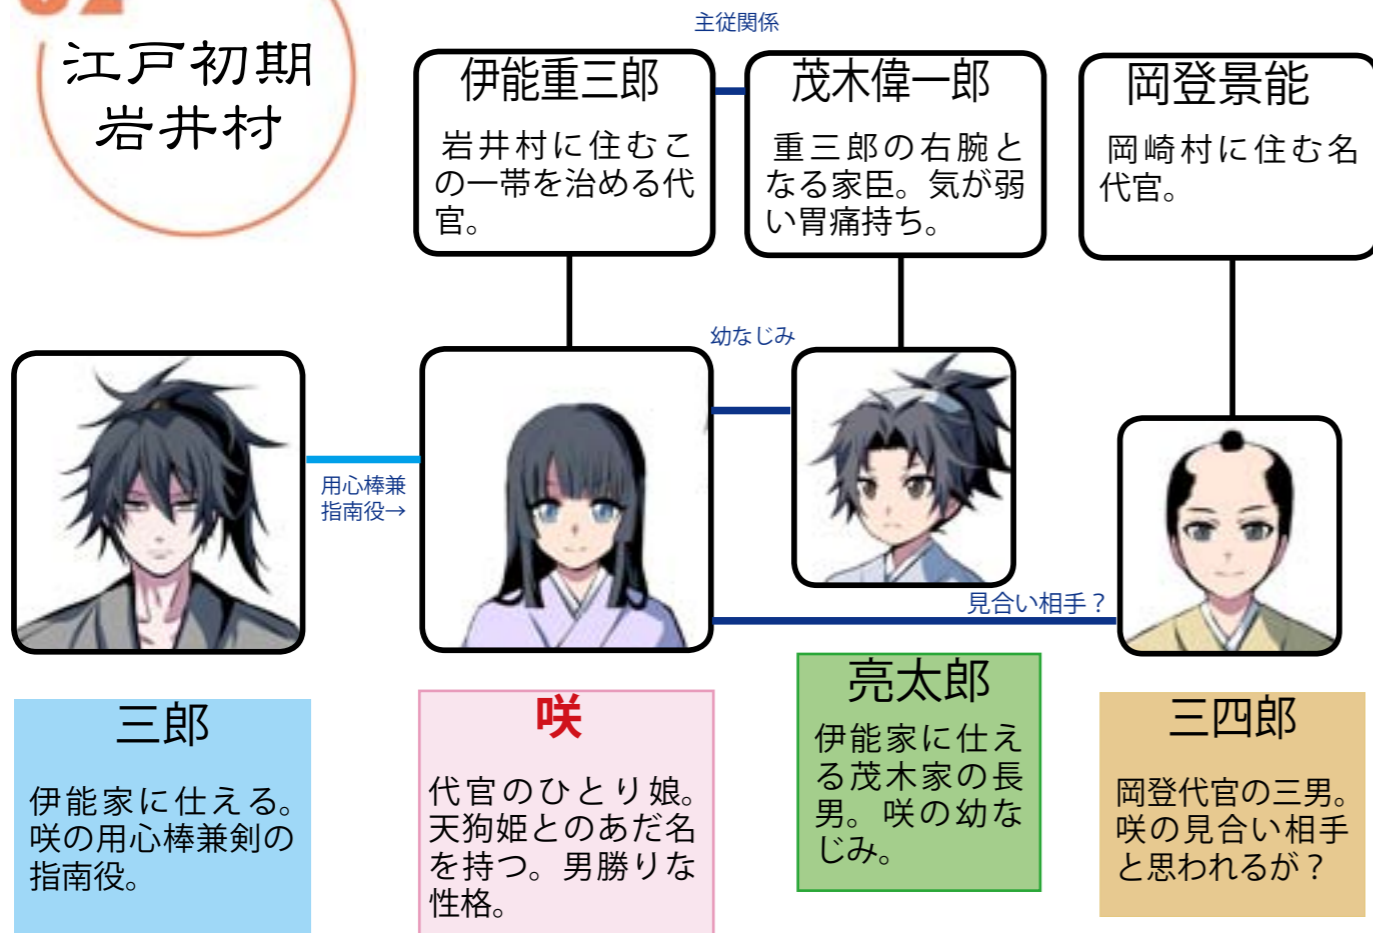 02
江戸初期
岩井村
主従関係
伊能重三郎
岩井村に住むこ
の一帯を治める代
官。
茂木偉一郎
重三郎の右腕と
なる家臣。気が弱
い胃痛持ち。
岡登景能
岡崎村に住む名
代官。
幼なじみ
用心棒兼
指南役→
見合い相手？
三郎
伊能家に仕える。
咲の用心棒兼剣の
指南役。
咲
代官のひとり娘。
天狗姫とのあだ名
を持つ。男勝りな
性格。
亮太郎
伊能家に仕え
る茂木家の長
男。咲の幼な
じみ。
三四郎
岡登代官の三男。
咲の見合い相手
と思われるが？